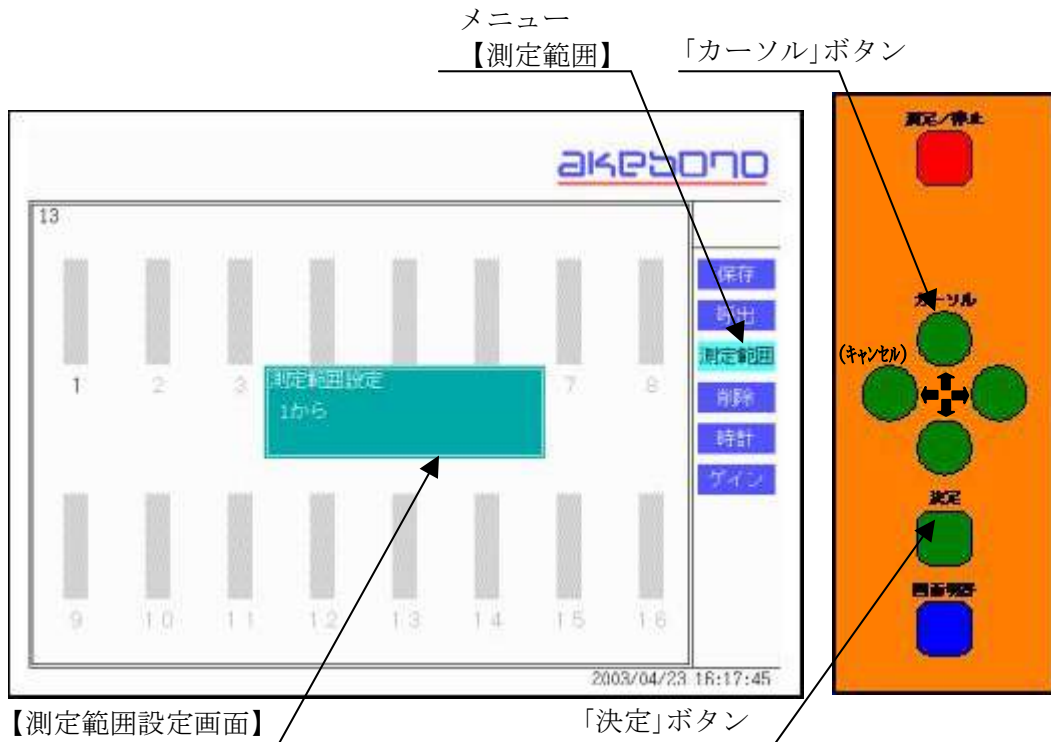 メニュー
【測定範囲】
「カーソル」ボタン
akebono
測定/停止
13
保存
呼出
測定範囲
削除
時計
ゲイン
カーソル
(キャンセル)
1 2 3 7 8
測定範囲設定
1から
決定
画面切替
9 10 11 12 13 14 15 16
2003/04/23 16:17:45
【測定範囲設定画面】
「決定」ボタン